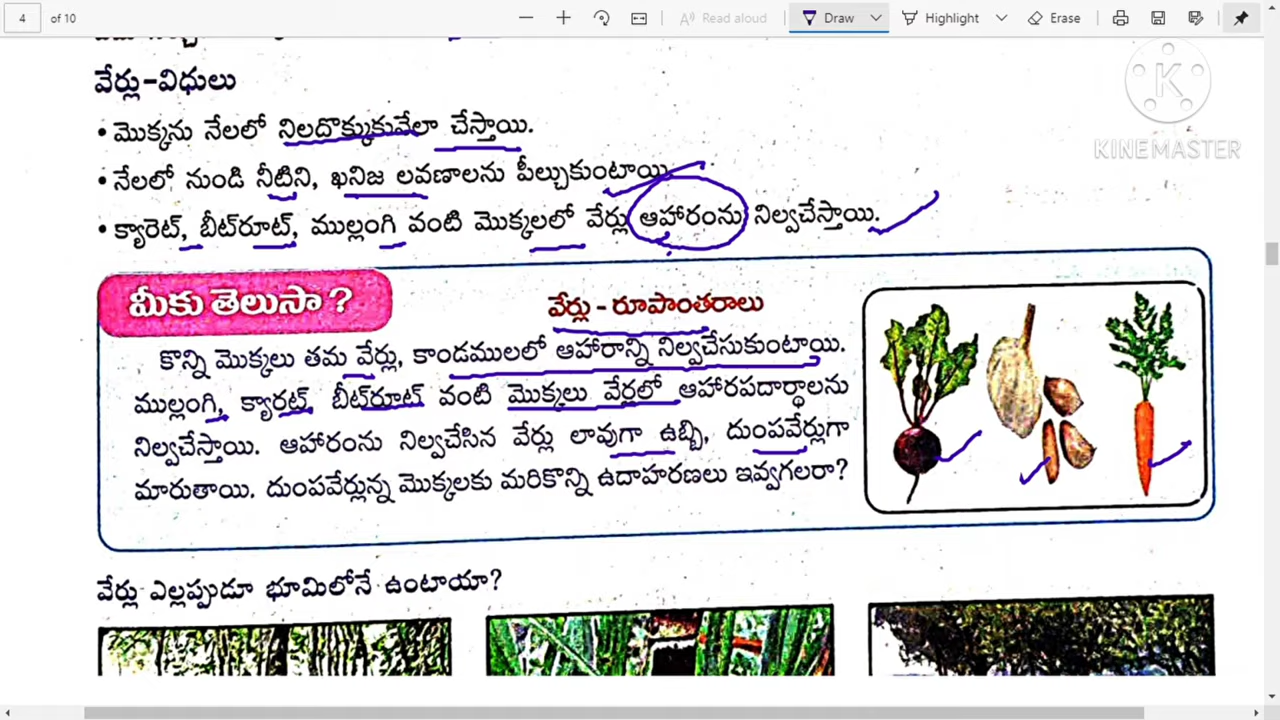 4 of 10
Read aloud
Draw
Highlight
Erase
KINEMASTER
వేర్లు-విధులు
• మొక్కను నేలలో నిలదొక్కుకునేలా చేస్తాయి.
• నేలలో నుండి నీటిని, ఖనిజ లవణాలను పీల్చుకుంటాయి.
• క్యారెట్, బీట్‌రూట్, ముల్లంగి వంటి మొక్కలలో వేర్లు ఆహారంను నిల్వచేస్తాయి.
మీకు తెలుసా?
వేర్లు - రూపాంతరాలు
కొన్ని మొక్కలు తమ వేర్లు, కాండములలో ఆహారాన్ని నిల్వచేసుకుంటాయి.
ముల్లంగి, క్యారట్, బీట్‌రూట్ వంటి మొక్కలు వేర్లలో ఆహారపదార్థాలను
నిల్వచేస్తాయి. ఆహారంను నిల్వచేసిన వేర్లు లావుగా ఉబ్బి, దుంపవేర్లుగా
మారుతాయి. దుంపవేర్లున్న మొక్కలకు మరికొన్ని ఉదాహరణలు ఇవ్వగలరా?
వేర్లు ఎల్లప్పుడూ భూమిలోనే ఉంటాయా?